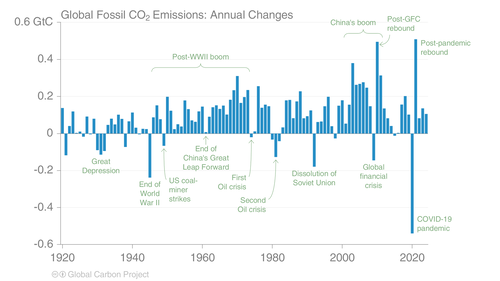 Global Fossil CO₂ Emissions: Annual Changes
0.6 GtC
0.4
0.2
0
-0.2
-0.4
-0.6
1920
1940
1960
1980
2000
2020
Great
Depression
Post-WWII boom
End of
World
War II
US coal-
miner
strikes
End of
China's Great
Leap Forward
First
Oil crisis
Second
Oil crisis
Dissolution of
Soviet Union
China's boom
Global
financial
crisis
Post-GFC
rebound
Post-pandemic
rebound
COVID-19
pandemic
Global Carbon Project